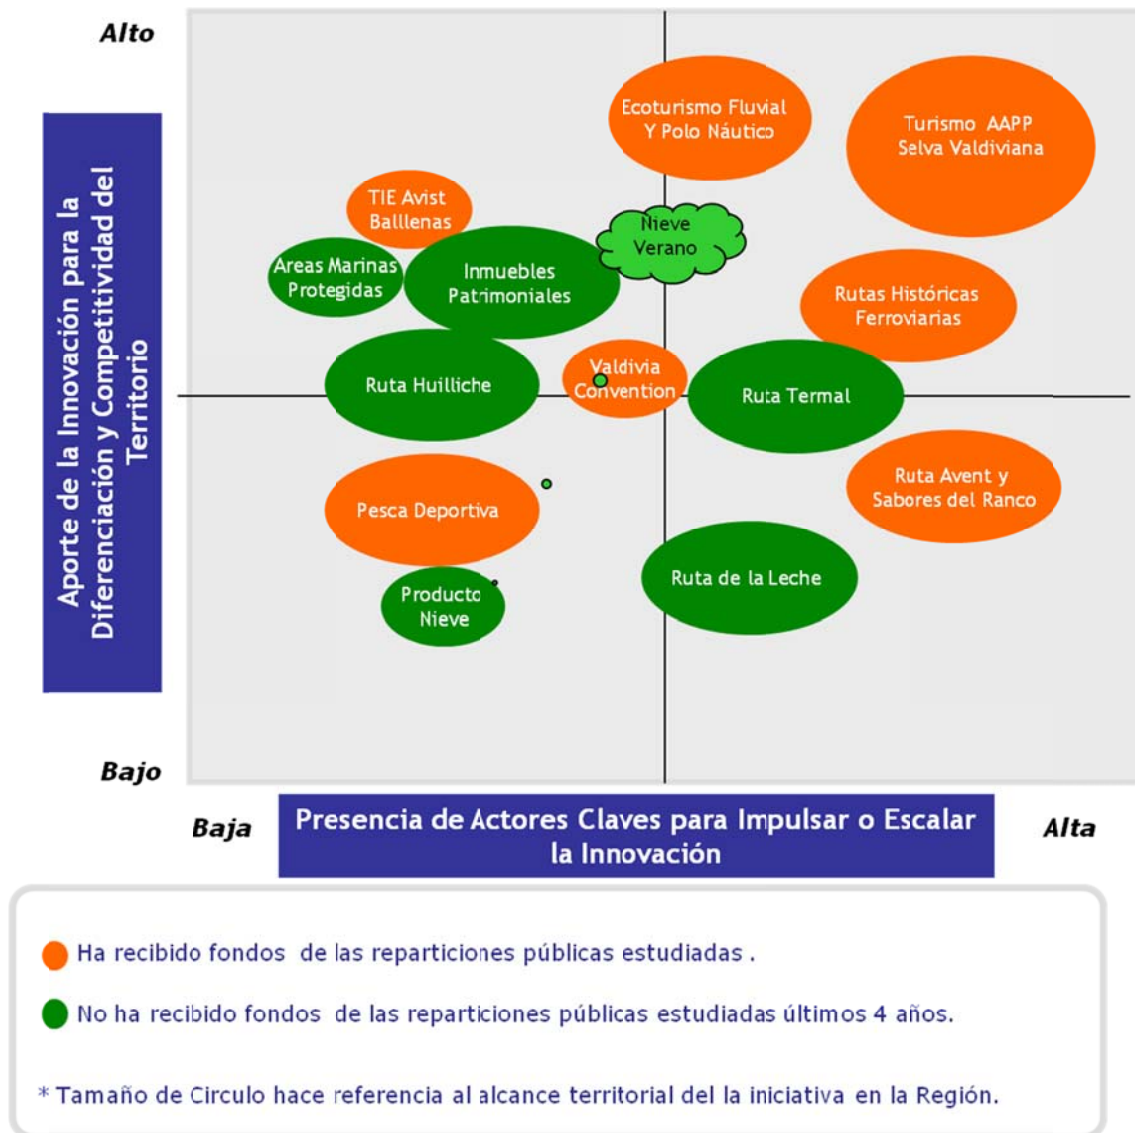 Alto
Aporte de la Innovación para la
Diferenciación y Competitividad del
Territorio
Ecoturismo Fluvial
Y Polo Náutico
Turismo AAPP
Selva Valdiviana
TIE Avist
Balllenas
Nieve
Verano
Areas Marinas
Protegidas
Inmuebles
Patrimoniales
Rutas Históricas
Ferroviarias
Ruta Huilliche
Valdivia
Convention
Ruta Termal
Pesca Deportiva
Ruta Avent y
Sabores del Ranco
Producto
Nieve
Ruta de la Leche
Bajo
Baja
Presencia de Actores Claves para Impulsar o Escalar
la Innovación
Alta
Ha recibido fondos de las reparticiones públicas estudiadas .
No ha recibido fondos de las reparticiones públicas estudiadas últimos 4 años.
* Tamaño de Circulo hace referencia al alcance territorial del la iniciativa en la Región.